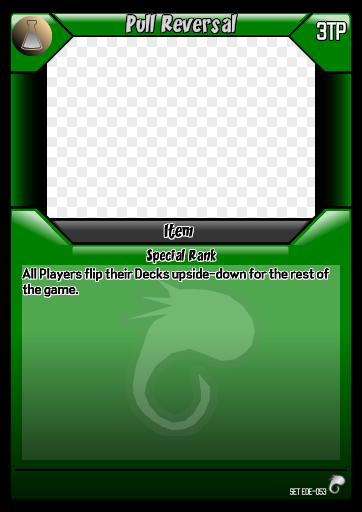 Pull Reversal
3TP
Item
Special Rank
All Players flip their Decks upside-down for the rest of
the game.
SET EOE-053